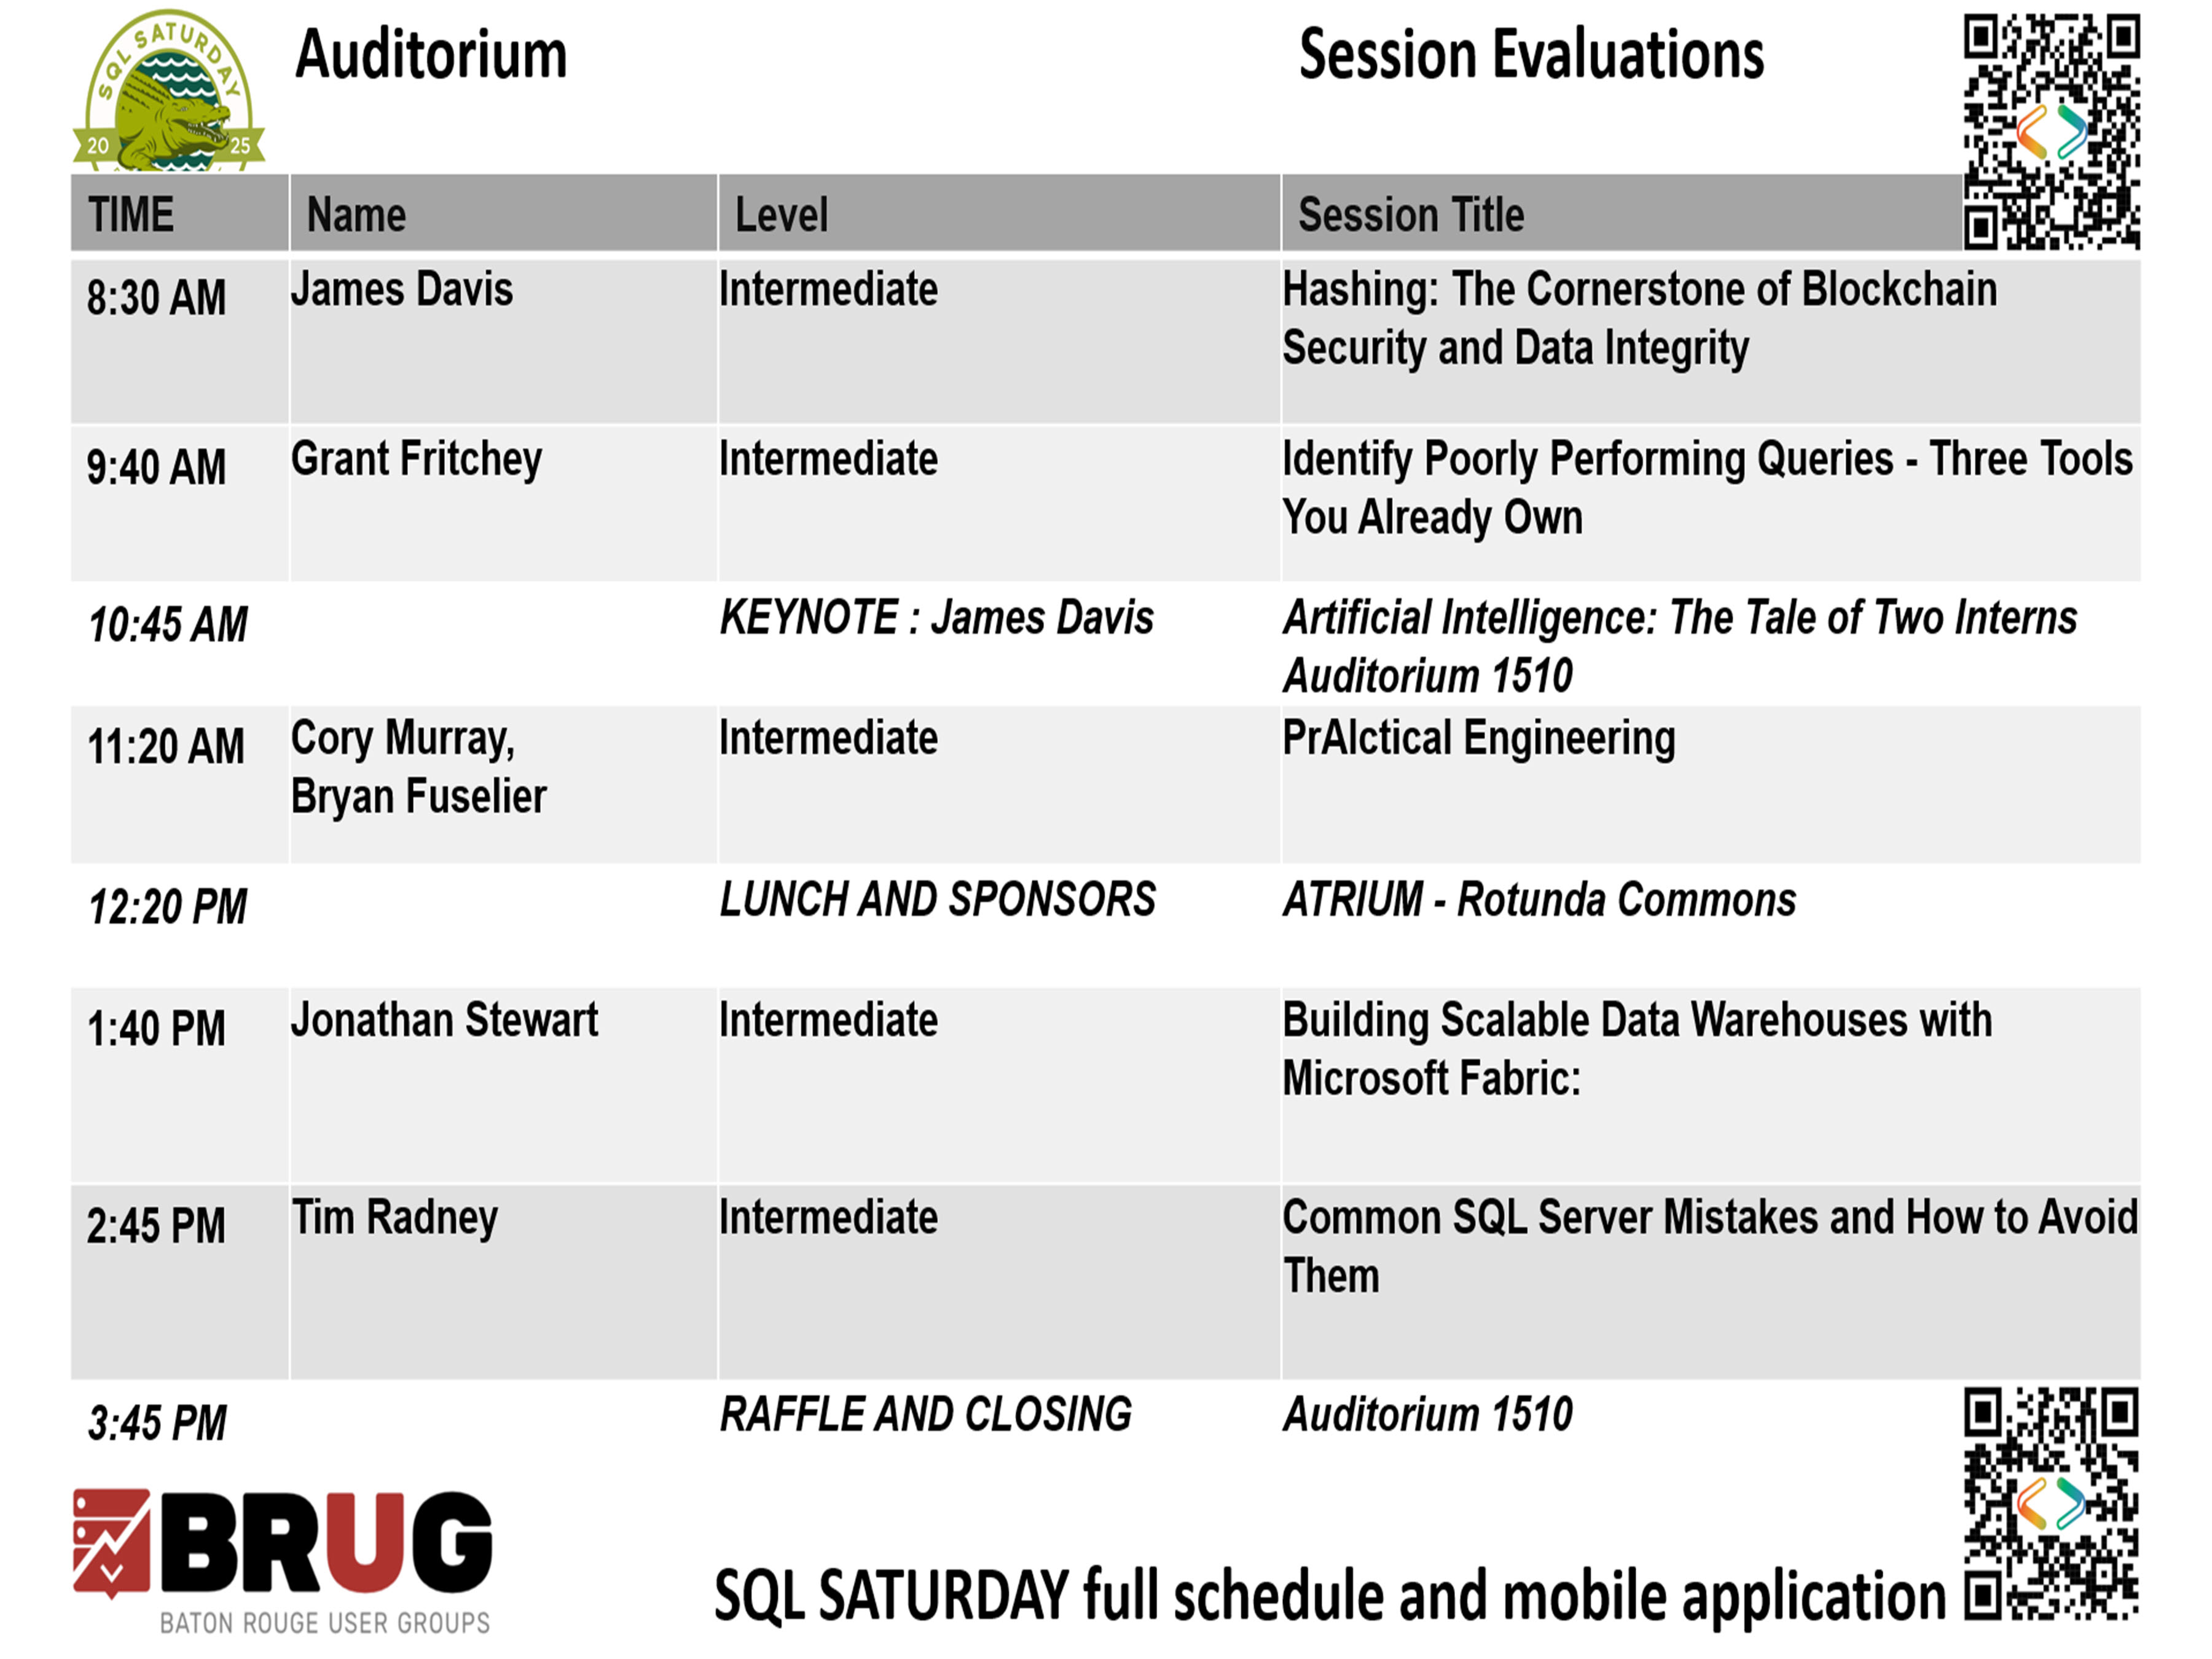 SQL SATURDAY
20 25
Auditorium
Session Evaluations
TIME Name Level Session Title
8:30 AM James Davis Intermediate Hashing: The Cornerstone of Blockchain
Security and Data Integrity
9:40 AM Grant Fritchey Intermediate Identify Poorly Performing Queries - Three Tools
You Already Own
10:45 AM KEYNOTE : James Davis Artificial Intelligence: The Tale of Two Interns
Auditorium 1510
11:20 AM Cory Murray, Intermediate PrAIctical Engineering
Bryan Fuselier
12:20 PM LUNCH AND SPONSORS ATRIUM - Rotunda Commons
1:40 PM Jonathan Stewart Intermediate Building Scalable Data Warehouses with
Microsoft Fabric:
2:45 PM Tim Radney Intermediate Common SQL Server Mistakes and How to Avoid
Them
3:45 PM RAFFLE AND CLOSING Auditorium 1510
BRUG
BATON ROUGE USER GROUPS
SQL SATURDAY full schedule and mobile application